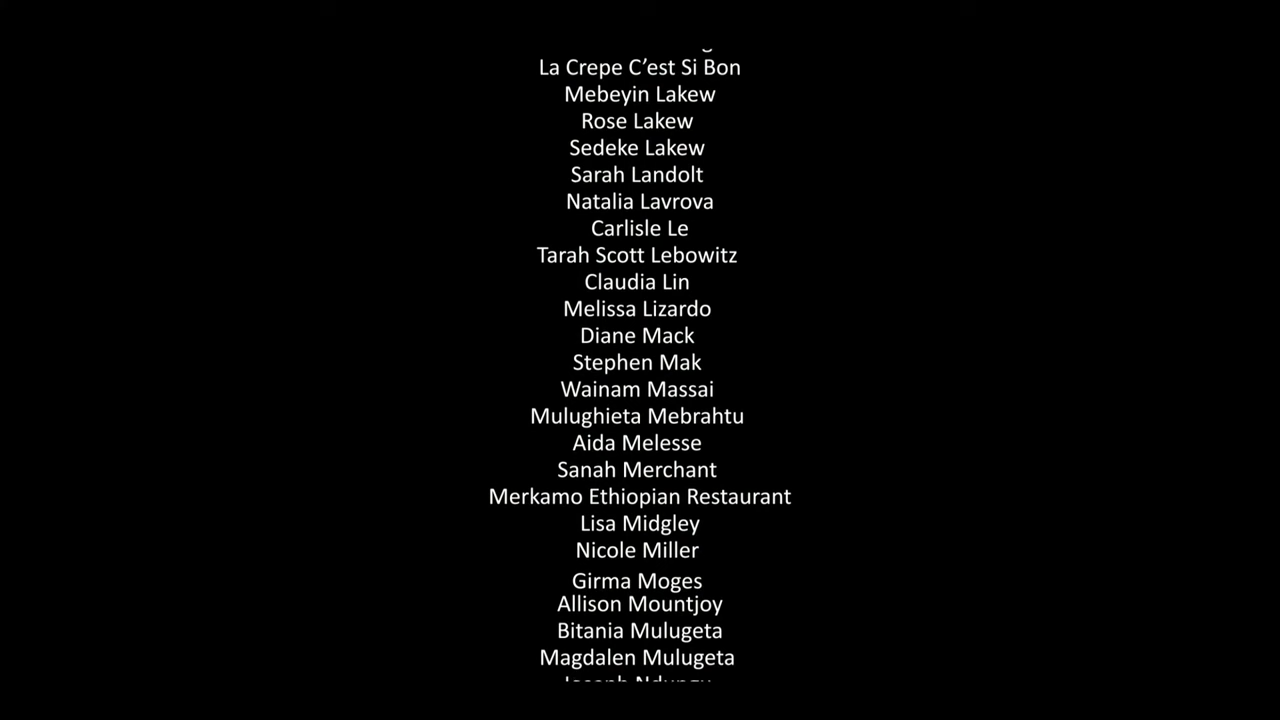 La Crepe C’est Si Bon
Mebeyin Lakew
Rose Lakew
Sedeke Lakew
Sarah Landolt
Natalia Lavrova
Carlisle Le
Tarah Scott Lebowitz
Claudia Lin
Melissa Lizardo
Diane Mack
Stephen Mak
Wainam Massai
Mulughieta Mebrahtu
Aida Melesse
Sanah Merchant
Merkamo Ethiopian Restaurant
Lisa Midgley
Nicole Miller
Girma Moges
Allison Mountjoy
Bitania Mulugeta
Magdalen Mulugeta